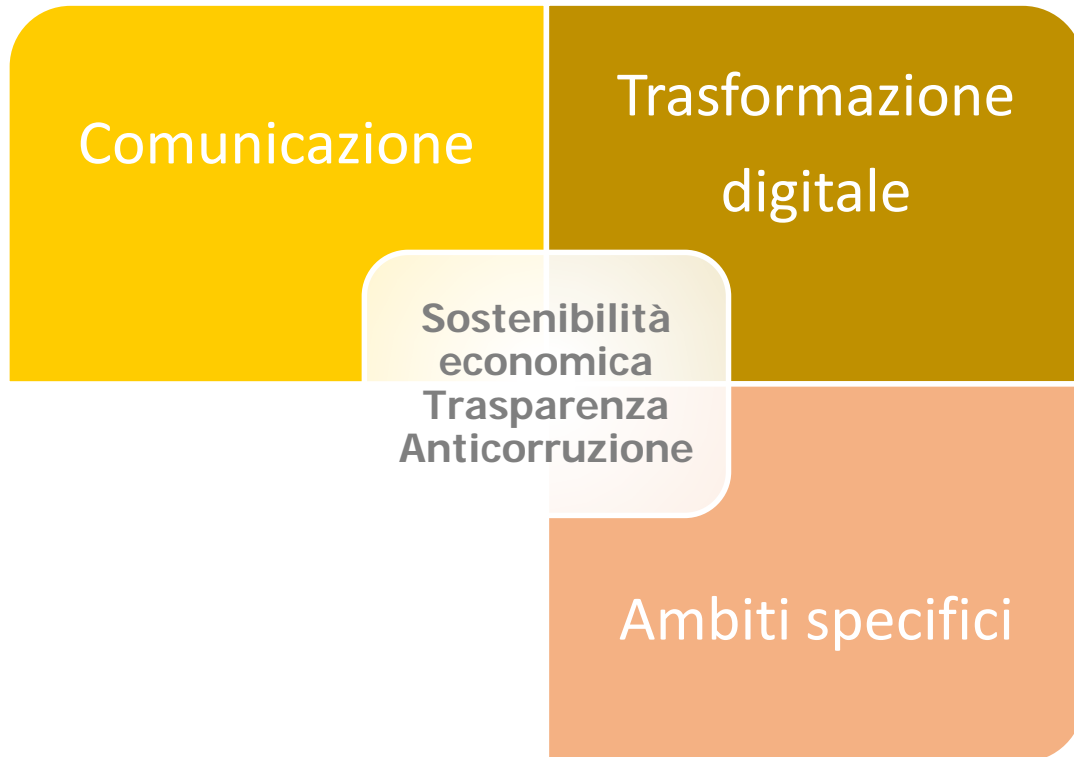 Comunicazione
Trasformazione
digitale
Sostenibilità
economica
Trasparenza
Anticorruzione
Ambiti specifici